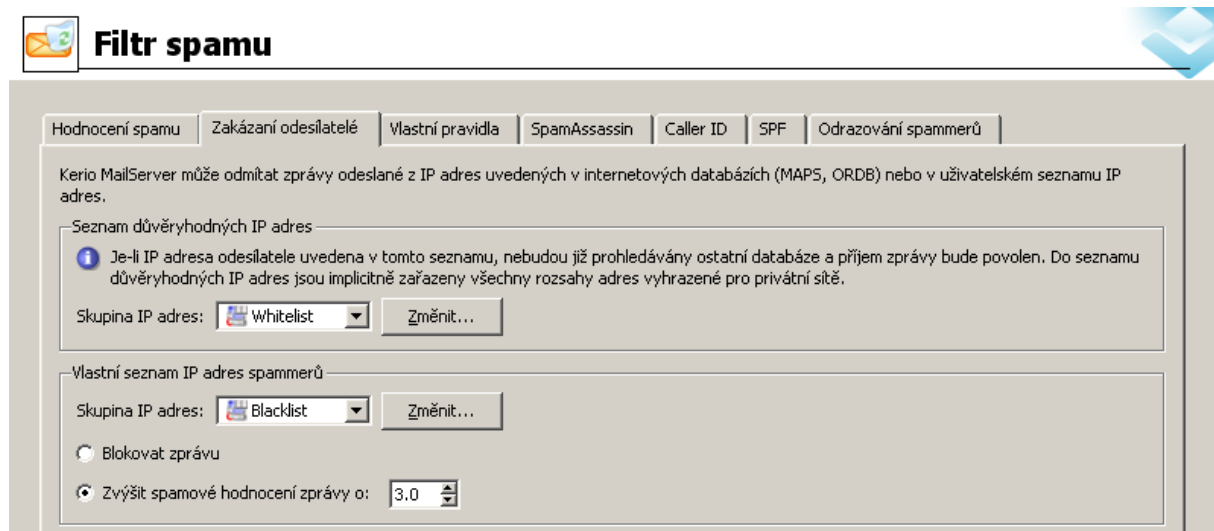 Filtr spamu
Hodnocení spamu Zakázaní odesílatelé Vlastní pravidla SpamAssassin Caller ID SPF Odrazování spammerů
Kerio MailServer může odmítat zprávy odeslané z IP adres uvedených v internetových databázích (MAPS, ORDB) nebo v uživatelském seznamu IP
adres.
Seznam důvěryhodných IP adres
Je-li IP adresa odesílatele uvedena v tomto seznamu, nebudou již prohledávány ostatní databáze a příjem zprávy bude povolen. Do seznamu
důvěryhodných IP adres jsou implicitně zařazeny všechny rozsahy adres vyhrazené pro privátní sítě.
Skupina IP adres: Whitelist Změnit...
Vlastní seznam IP adres spammerů
Skupina IP adres: Blacklist Změnit...
Blokovat zprávu
Zvýšit spamové hodnocení zprávy o: 3.0